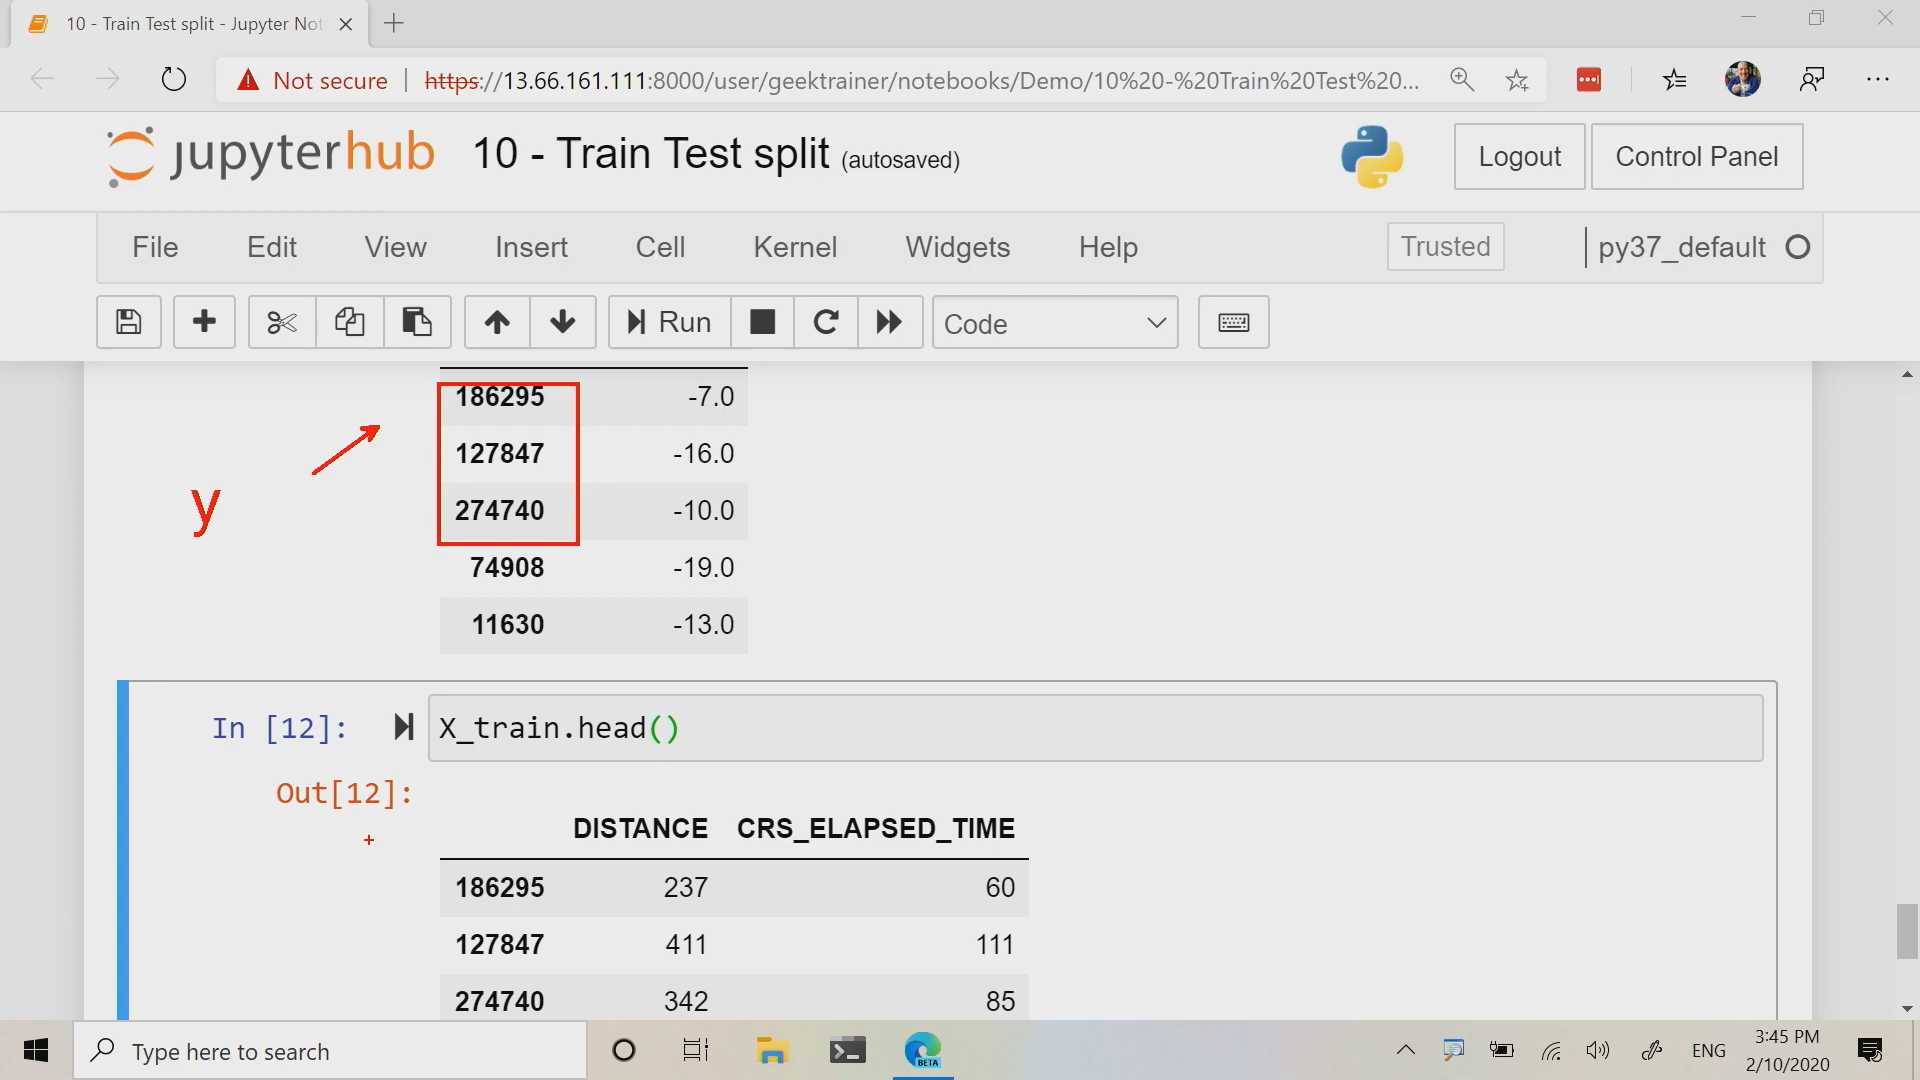 10 - Train Test split - Jupyter Not
Not secure https://13.66.161.111:8000/user/geektrainer/notebooks/Demo/10%20-%20Train%20Test%20...
jupyterhub 10 - Train Test split (autosaved) Logout Control Panel
File Edit View Insert Cell Kernel Widgets Help Trusted py37_default
Run Code
186295 -7.0
127847 -16.0
y
274740 -10.0
74908 -19.0
11630 -13.0
In [12]: X_train.head()
Out[12]:
DISTANCE CRS_ELAPSED_TIME
186295 237 60
127847 411 111
274740 342 85
Type here to search
BETA
ENG
3:45 PM
2/10/2020